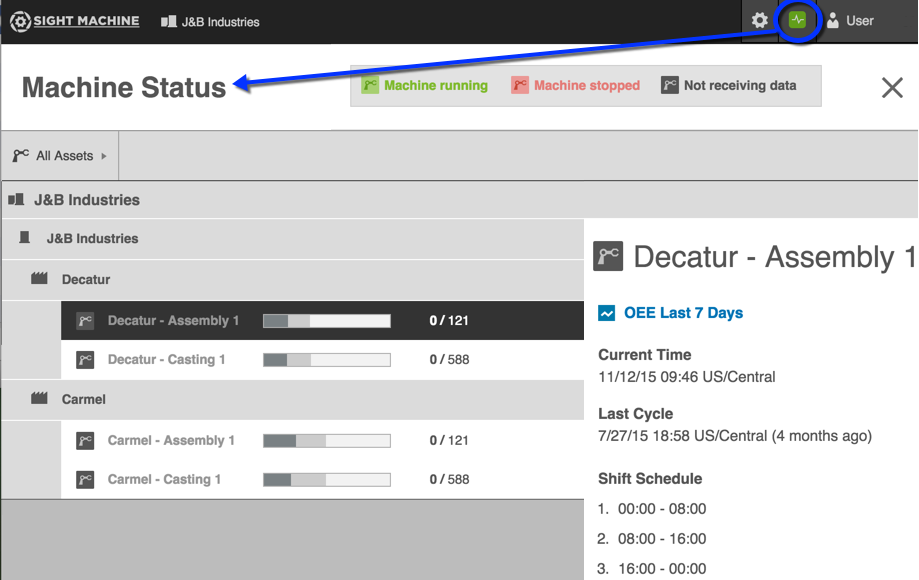 SIGHT MACHINE J&B Industries User
Machine Status Machine running Machine stopped Not receiving data
All Assets
J&B Industries
J&B Industries
Decatur
Decatur - Assembly 1 0 / 121
Decatur - Casting 1 0 / 588
Carmel
Carmel - Assembly 1 0 / 121
Carmel - Casting 1 0 / 588
Decatur - Assembly 1
OEE Last 7 Days
Current Time
11/12/15 09:46 US/Central
Last Cycle
7/27/15 18:58 US/Central (4 months ago)
Shift Schedule
1. 00:00 - 08:00
2. 08:00 - 16:00
3. 16:00 - 00:00